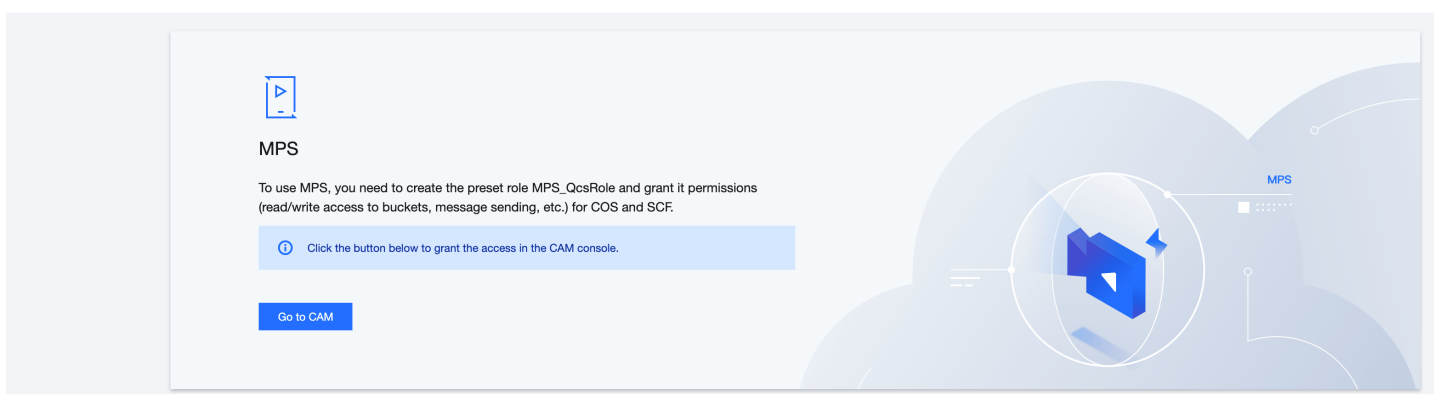 MPS
To use MPS, you need to create the preset role MPS_QcsRole and grant it permissions
(read/write access to buckets, message sending, etc.) for COS and SCF.
Click the button below to grant the access in the CAM console.
Go to CAM
MPS